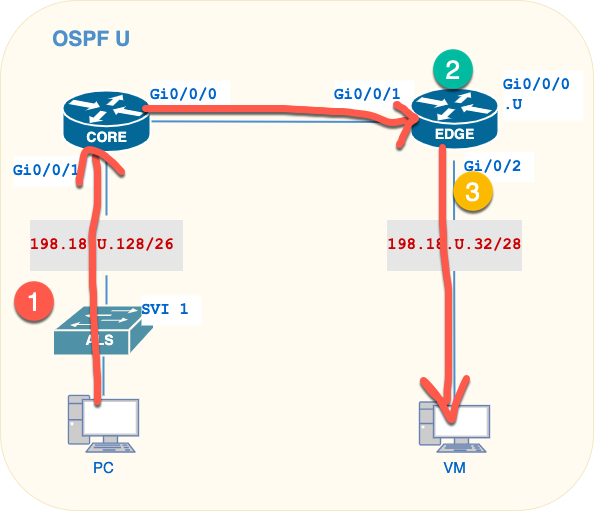 OSPF U
2
Gi0/0/0
Gi0/0/1
Gi0/0/0
.U
CORE
EDGE
Gi0/0/1
Gi/0/2
3
198.18.U.128/26
198.18.U.32/28
1
SVI 1
ALS
PC
VM